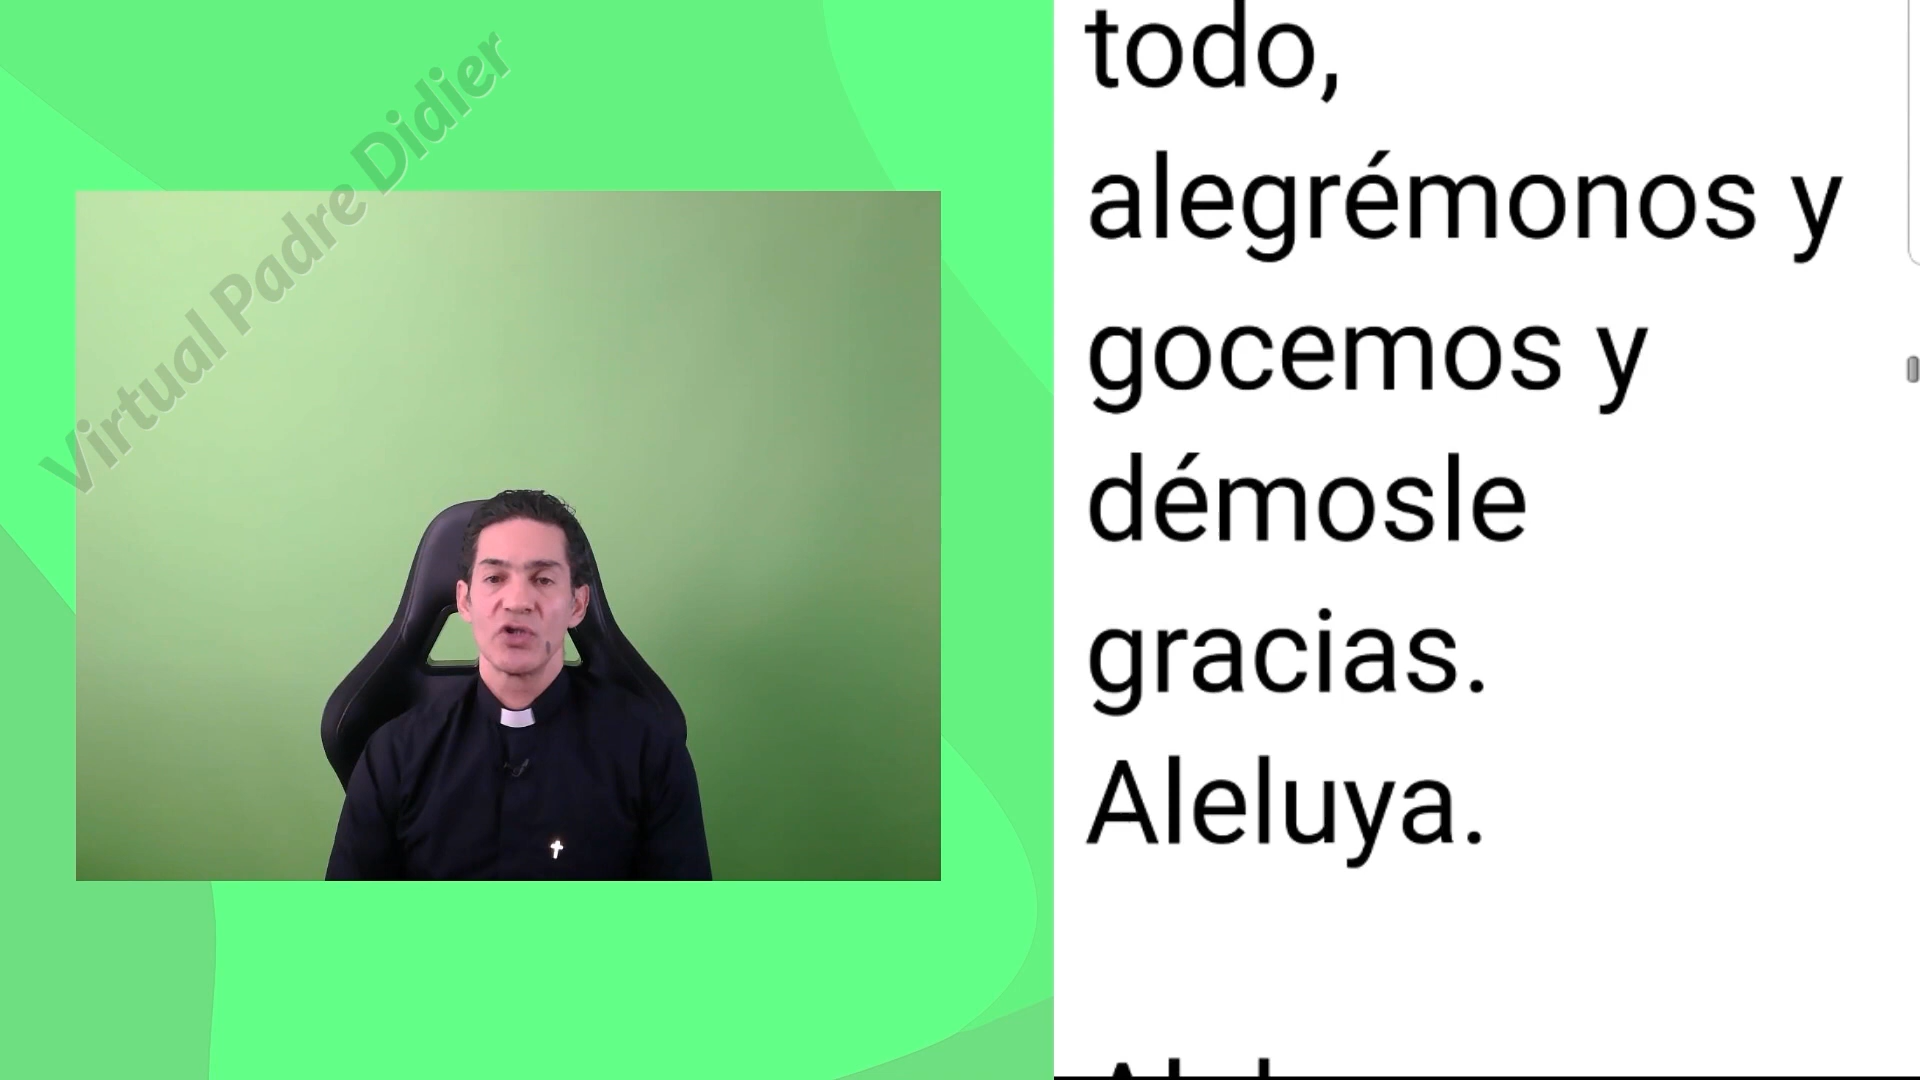 Virtual Padre Didier
todo,
alegrémonos y
gocemos y
démosle
gracias.
Aleluya.